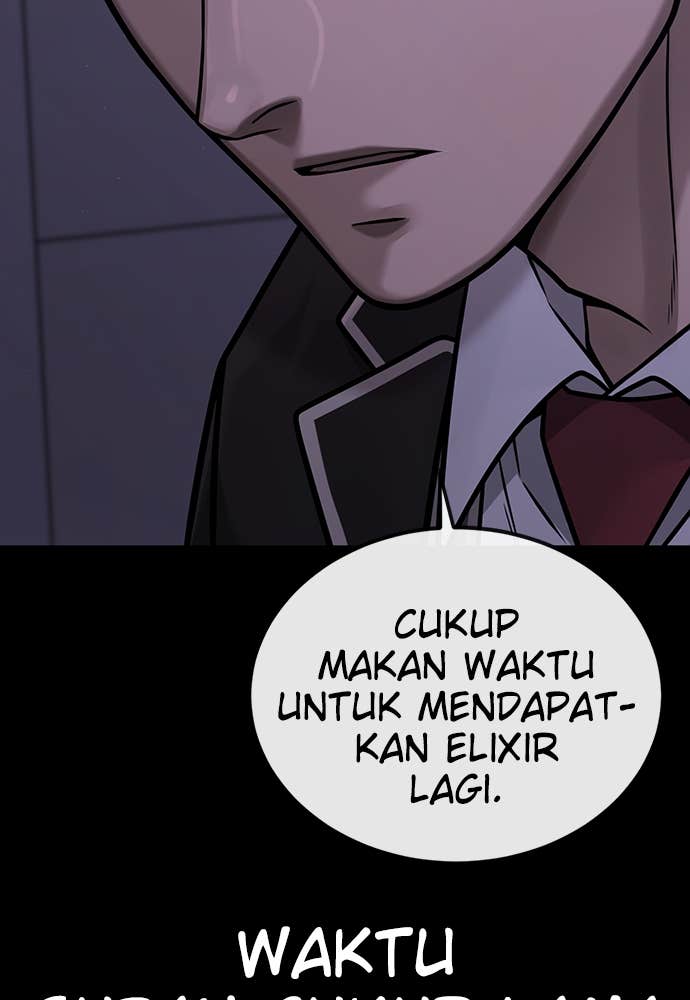 CUKUP
MAKAN WAKTU
UNTUK MENDAPAT-
KAN ELIXIR
LAGI.
WAKTU